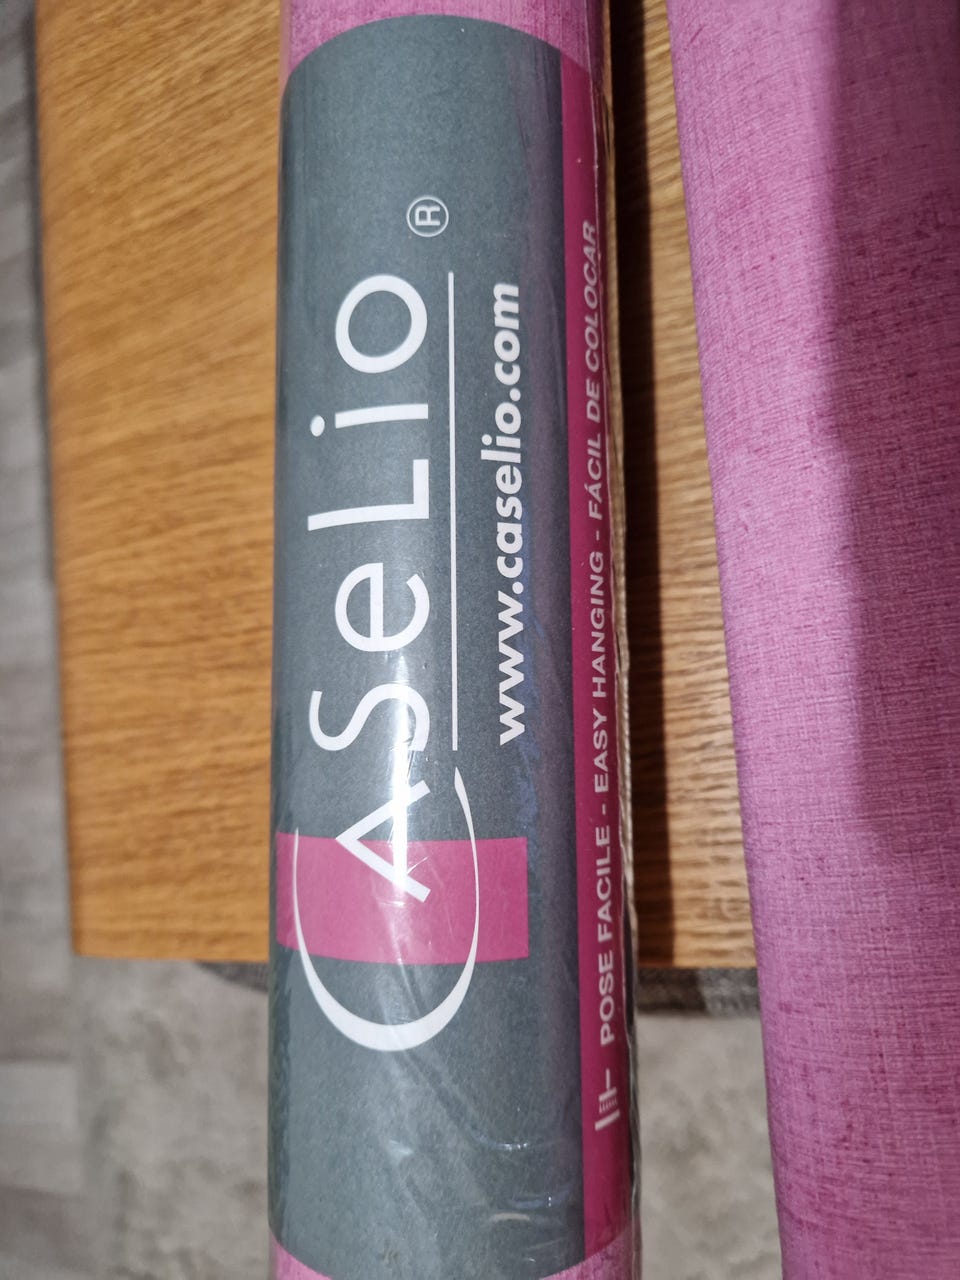 CASeLiO®
www.caselio.com
POSE FACILE - EASY HANGING - FÁCIL DE COLOCAR